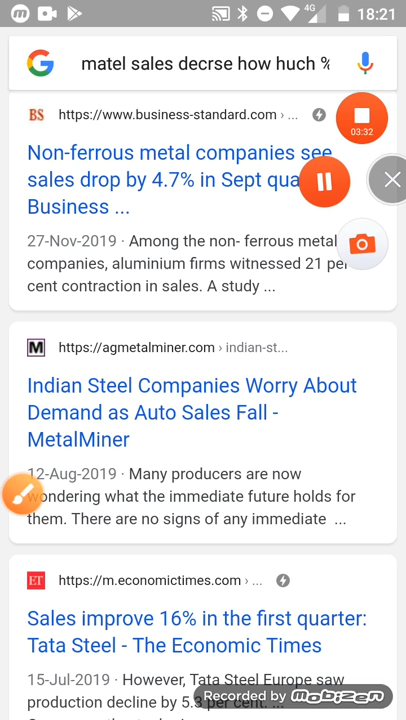 4G 18:21
matel sales decrse how huch %
BS https://www.business-standard.com › ...
03:32
Non-ferrous metal companies see
sales drop by 4.7% in Sept qua
Business ...
27-Nov-2019 · Among the non- ferrous metal
companies, aluminium firms witnessed 21 per
cent contraction in sales. A study ...
M https://agmetalminer.com › indian-st...
Indian Steel Companies Worry About
Demand as Auto Sales Fall -
MetalMiner
12-Aug-2019 · Many producers are now
wondering what the immediate future holds for
them. There are no signs of any immediate ...
ET https://m.economictimes.com › ...
Sales improve 16% in the first quarter:
Tata Steel - The Economic Times
15-Jul-2019 · However, Tata Steel Europe saw
production decline by 5.3 per cent. ...
Recorded by mobizen